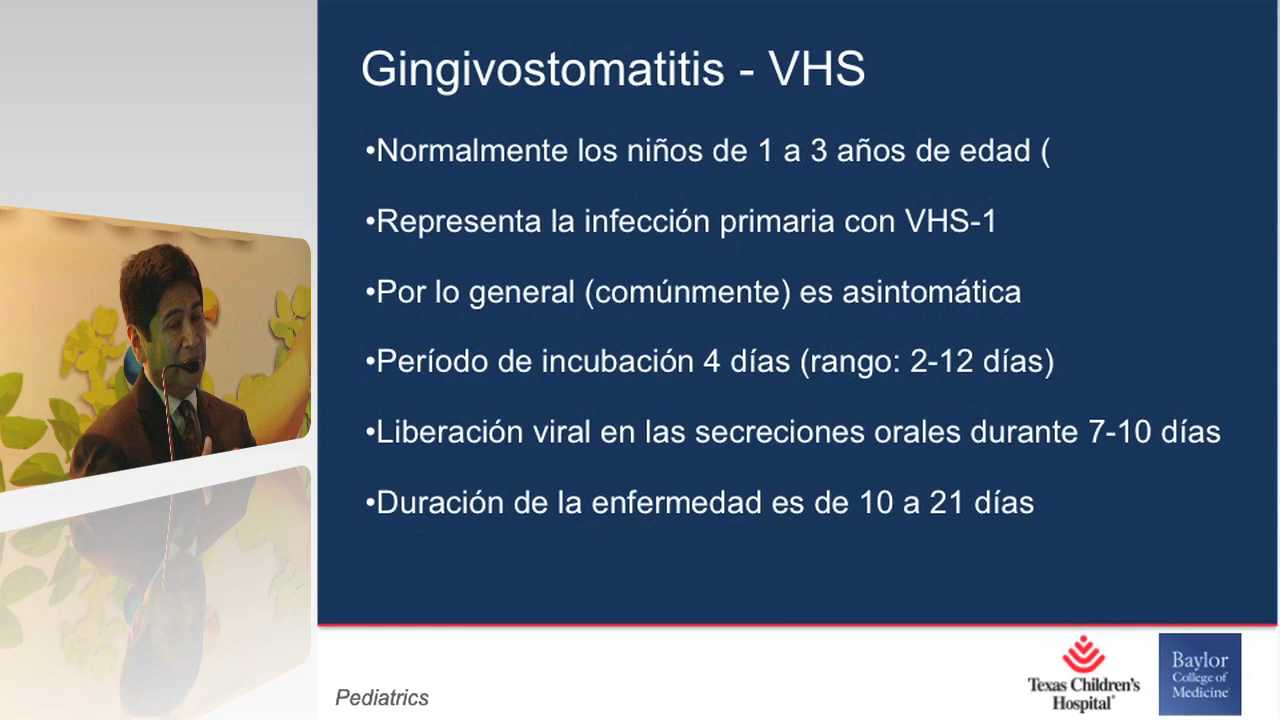 Gingivostomatitis - VHS
•Normalmente los niños de 1 a 3 años de edad (
•Representa la infección primaria con VHS-1
•Por lo general (comúnmente) es asintomática
•Período de incubación 4 días (rango: 2-12 días)
•Liberación viral en las secreciones orales durante 7-10 días
•Duración de la enfermedad es de 10 a 21 días
Pediatrics
Texas Children's
Hospital
Baylor
College of
Medicine